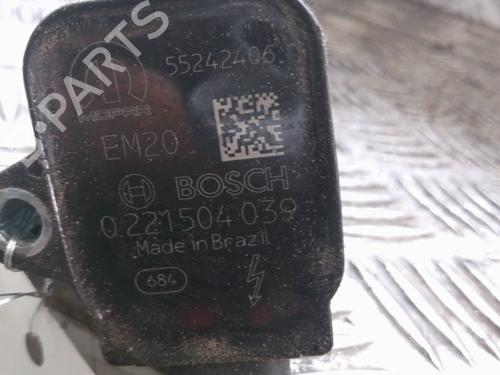 PARTS
55242406
MOPAR
EM20
BOSCH
0 221 504 039
Made in Brazil
684